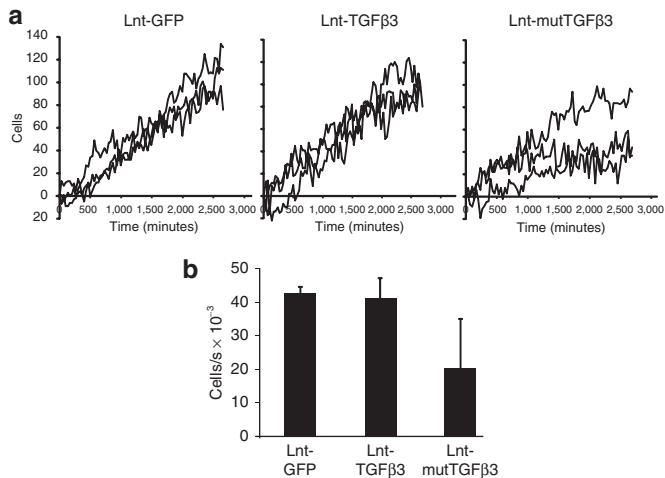 a
Lnt-GFP
Lnt-TGFβ3
Lnt-mutTGFβ3
Cells
140
120
100
80
60
40
20
0
20
0 500 1,000 1,500 2,000 2,500 3,000
Time (minutes)
0 500 1,000 1,500 2,000 2,500 3,000
Time (minutes)
0 500 1,000 1,500 2,000 2,500 3,000
Time (minutes)
b
Cells/s × 10⁻³
50
40
30
20
10
0
Lnt-
GFP
Lnt-
TGFβ3
Lnt-
mutTGFβ3